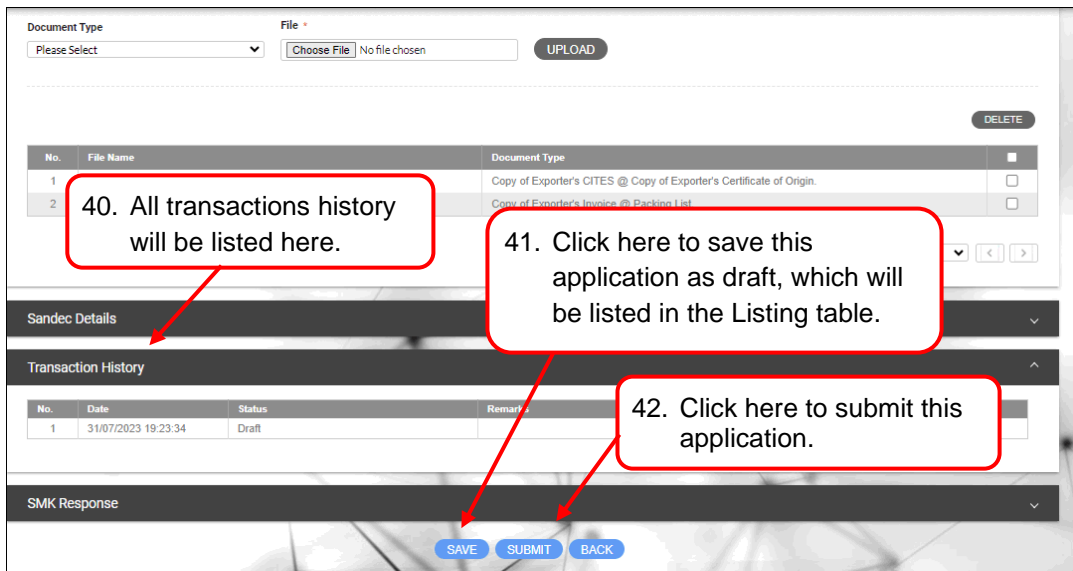 Document Type
File *
Please Select
Choose File No file chosen
UPLOAD
DELETE
No. File Name Document Type
1 Copy of Exporter's CITES @ Copy of Exporter's Certificate of Origin.
2 Copy of Exporter's Invoice @ Packing List
40. All transactions history
will be listed here.
41. Click here to save this
application as draft, which will
be listed in the Listing table.
Sandec Details
Transaction History
No. Date Status Remarks
1 31/07/2023 19:23:34 Draft
42. Click here to submit this
application.
SMK Response
SAVE SUBMIT BACK